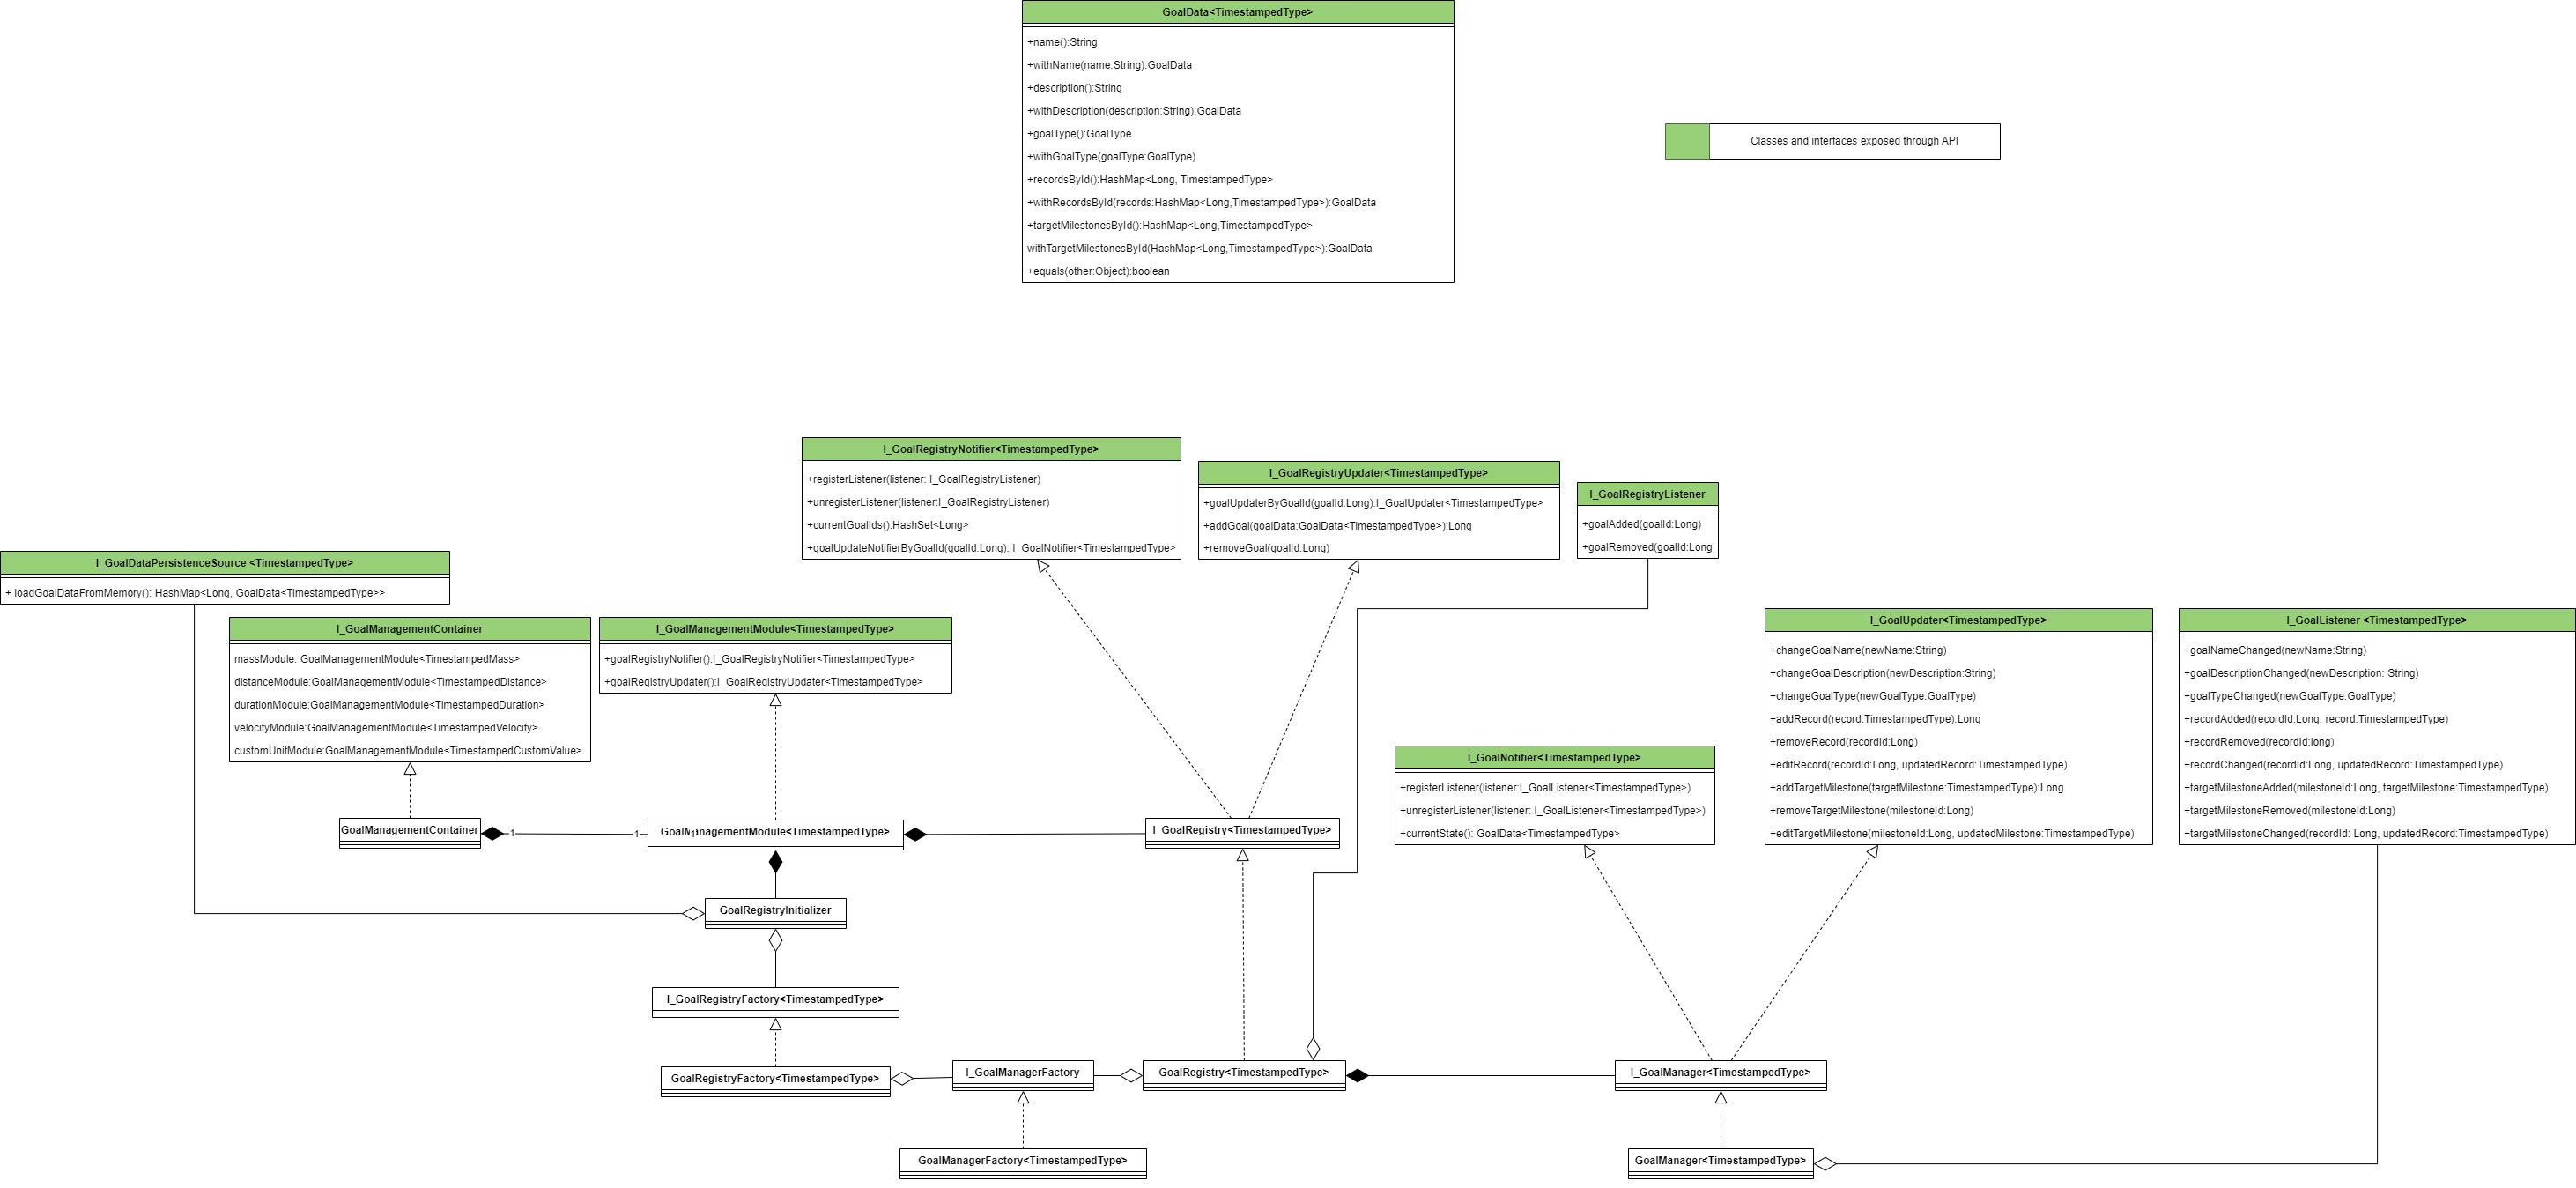 GoalData<TimestampedType>
+name():String
+withName(name:String):GoalData
+description():String
+withDescription(description:String):GoalData
+goalType():GoalType
+withGoalType(goalType:GoalType)
+recordsById():HashMap<Long, TimestampedType>
+withRecordsById(records:HashMap<Long,TimestampedType>):GoalData
+targetMilestonesById():HashMap<Long,TimestampedType>
withTargetMilestonesById(HashMap<Long,TimestampedType>):GoalData
+equals(other:Object):boolean
Classes and interfaces exposed through API
I_GoalRegistryNotifier<TimestampedType>
+registerListener(listener: I_GoalRegistryListener)
+unregisterListener(listener:I_GoalRegistryListener)
+currentGoalIds():HashSet<Long>
+goalUpdateNotifierByGoalId(goalId:Long): I_GoalNotifier<TimestampedType>
I_GoalRegistryUpdater<TimestampedType>
+goalUpdaterByGoalId(goalId:Long):I_GoalUpdater<TimestampedType>
+addGoal(goalData:GoalData<TimestampedType>):Long
+removeGoal(goalId:Long)
I_GoalRegistryListener
+goalAdded(goalId:Long)
+goalRemoved(goalId:Long)
I_GoalDataPersistenceSource <TimestampedType>
+ loadGoalDataFromMemory(): HashMap<Long, GoalData<TimestampedType>>
I_GoalManagementContainer
massModule: GoalManagementModule<TimestampedMass>
distanceModule:GoalManagementModule<TimestampedDistance>
durationModule:GoalManagementModule<TimestampedDuration>
velocityModule:GoalManagementModule<TimestampedVelocity>
customUnitModule:GoalManagementModule<TimestampedCustomValue>
I_GoalManagementModule<TimestampedType>
+goalRegistryNotifier():I_GoalRegistryNotifier<TimestampedType>
+goalRegistryUpdater():I_GoalRegistryUpdater<TimestampedType>
I_GoalUpdater<TimestampedType>
+changeGoalName(newName:String)
+changeGoalDescription(newDescription:String)
+changeGoalType(newGoalType:GoalType)
+addRecord(record:TimestampedType):Long
+removeRecord(recordId:Long)
+editRecord(recordId:Long, updatedRecord:TimestampedType)
+addTargetMilestone(targetMilestone:TimestampedType):Long
+removeTargetMilestone(milestoneId:Long)
+editTargetMilestone(milestoneId:Long, updatedMilestone:TimestampedType)
I_GoalListener <TimestampedType>
+goalNameChanged(newName:String)
+goalDescriptionChanged(newDescription: String)
+goalTypeChanged(newGoalType:GoalType)
+recordAdded(recordId:Long, record:TimestampedType)
+recordRemoved(recordId:long)
+recordChanged(recordId:Long, updatedRecord:TimestampedType)
+targetMilestoneAdded(milestoneId:Long, targetMilestone:TimestampedType)
+targetMilestoneRemoved(milestoneId:Long)
+targetMilestoneChanged(recordId: Long, updatedRecord:TimestampedType)
I_GoalNotifier<TimestampedType>
+registerListener(listener:I_GoalListener<TimestampedType>)
+unregisterListener(listener: I_GoalListener<TimestampedType>)
+currentState(): GoalData<TimestampedType>
GoalManagementContainer
1
1
GoalManagementModule<TimestampedType>
1
I_GoalRegistry<TimestampedType>
GoalRegistryInitializer
I_GoalRegistryFactory<TimestampedType>
GoalRegistryFactory<TimestampedType>
I_GoalManagerFactory
GoalRegistry<TimestampedType>
I_GoalManager<TimestampedType>
GoalManagerFactory<TimestampedType>
GoalManager<TimestampedType>